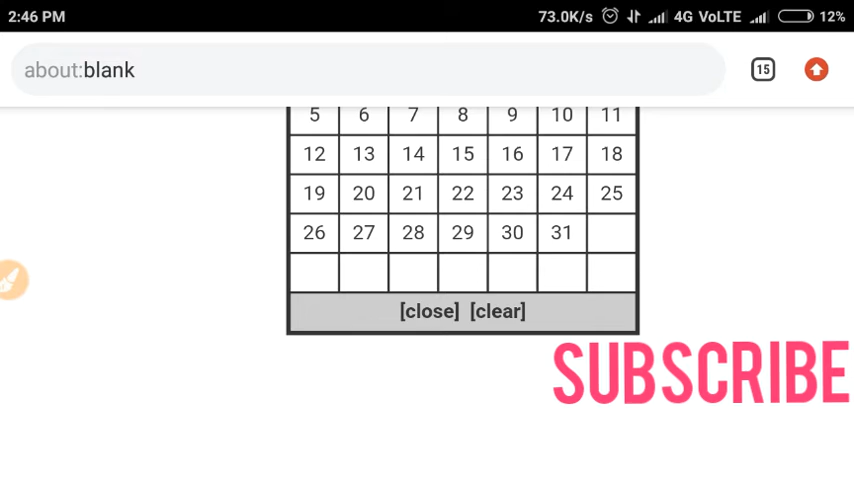 2:46 PM 73.0K/s 4G VoLTE 12%
about:blank 15
5 6 7 8 9 10 11
12 13 14 15 16 17 18
19 20 21 22 23 24 25
26 27 28 29 30 31
[close] [clear]
SUBSCRIBE